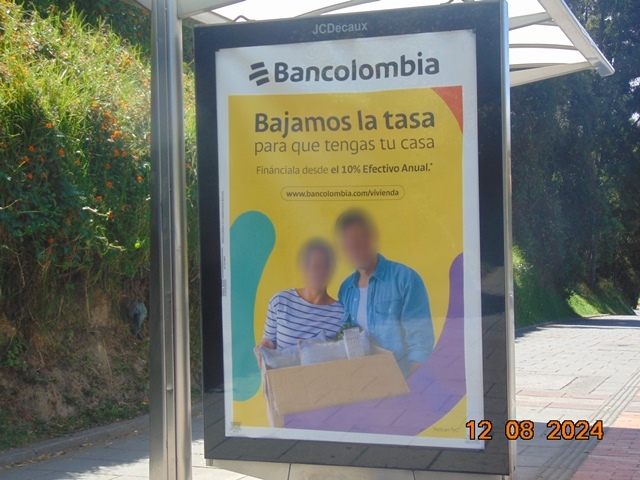 JCDecaux
Bancolombia
Bajamos la tasa
para que tengas tu casa
Fináncíala desde el 10% Efectivo Anual.*
www.bancolombia.com/vivienda
12 08 2024